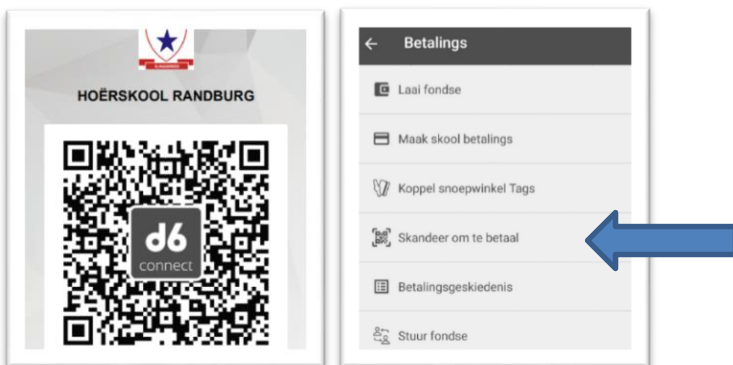 HOËRSKOOL RANDBURG
d6
connect
Betalings
Laai fondse
Maak skool betalings
Koppel snoepwinkel Tags
Skandeer om te betaal
Betalingsgeskiedenis
Stuur fondse